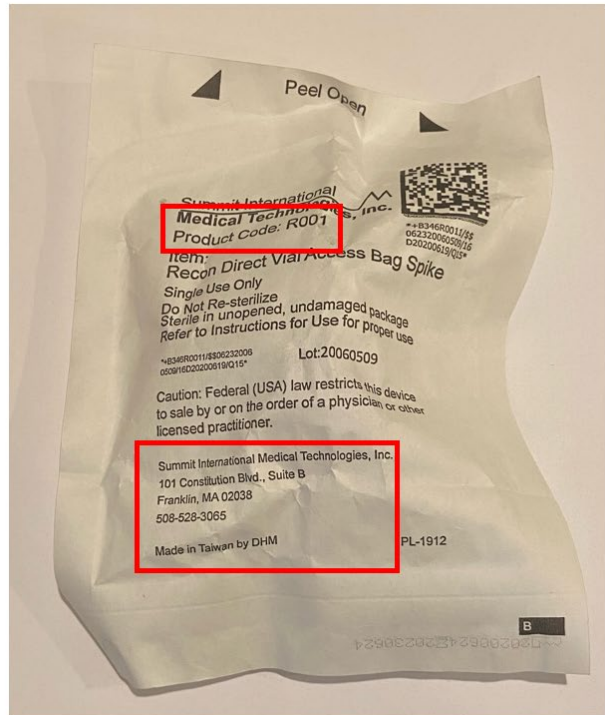 Peel Open
Summit International
Medical Technologies, Inc.
Product Code: R001
Item:
Recon Direct Vial Access Bag Spike
Single Use Only
Do Not Re-sterilize
Sterile in unopened, undamaged package
Refer to Instructions for Use for proper use
*+B346R0011/$$
062320060509/16
D20200619/Q15*
*+B346R0011/$$06232006
0509/16D20200619/Q15*
Lot:20060509
Caution: Federal (USA) law restricts this device
to sale by or on the order of a physician or other
licensed practitioner.
Summit International Medical Technologies, Inc.
101 Constitution Blvd., Suite B
Franklin, MA 02038
508-528-3065
Made in Taiwan by DHM
PL-1912
B